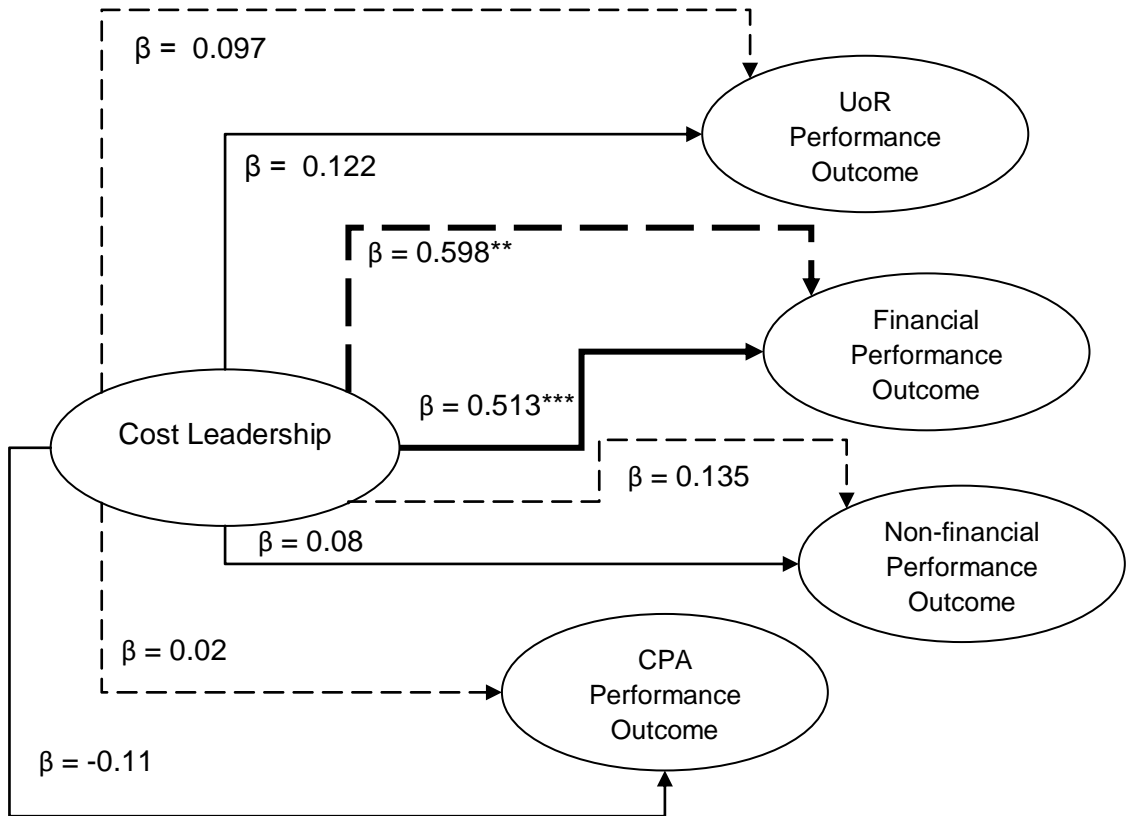 β = 0.097
UoR
Performance
Outcome
β = 0.122
β = 0.598**
Financial
Performance
Outcome
β = 0.513***
Cost Leadership
β = 0.135
Non-financial
Performance
Outcome
β = 0.08
β = 0.02
CPA
Performance
Outcome
β = -0.11